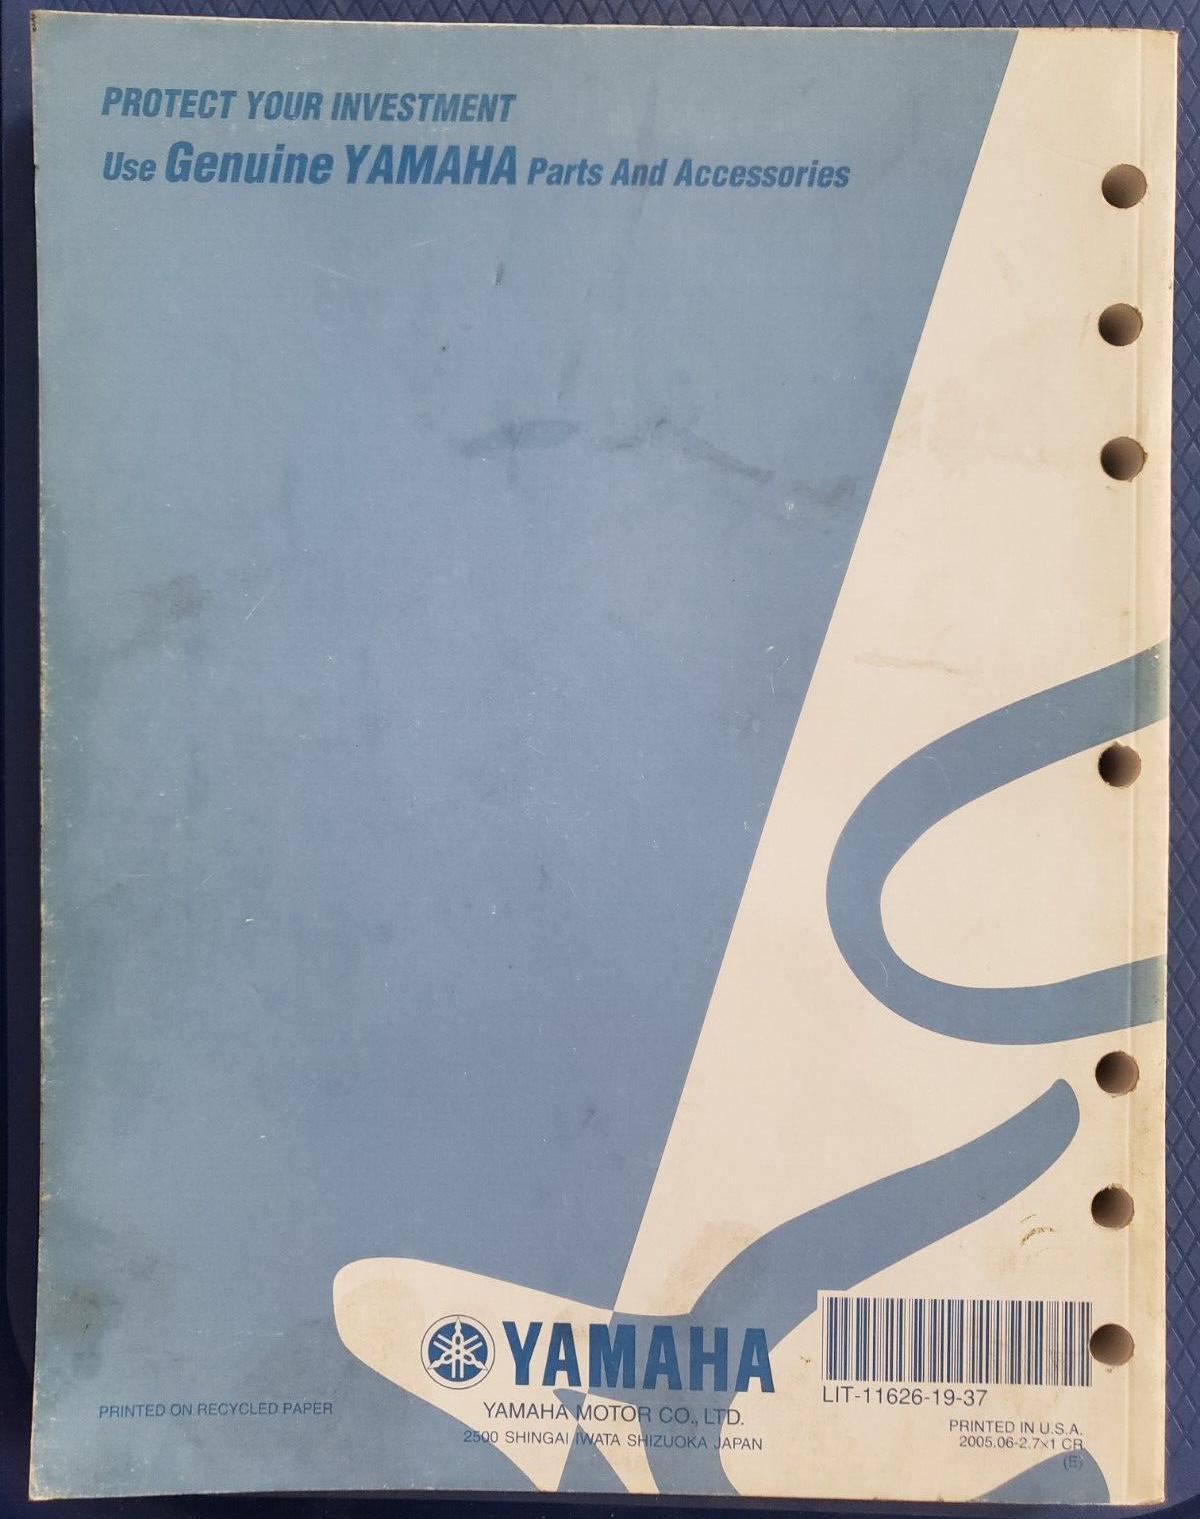 PROTECT YOUR INVESTMENT
Use Genuine YAMAHA Parts And Accessories
YAMAHA
LIT-11626-19-37
PRINTED ON RECYCLED PAPER
YAMAHA MOTOR CO., LTD.
2500 SHINGAI IWATA SHIZUOKA JAPAN
PRINTED IN U.S.A.
2005.06-2.7×1 CR
(E)